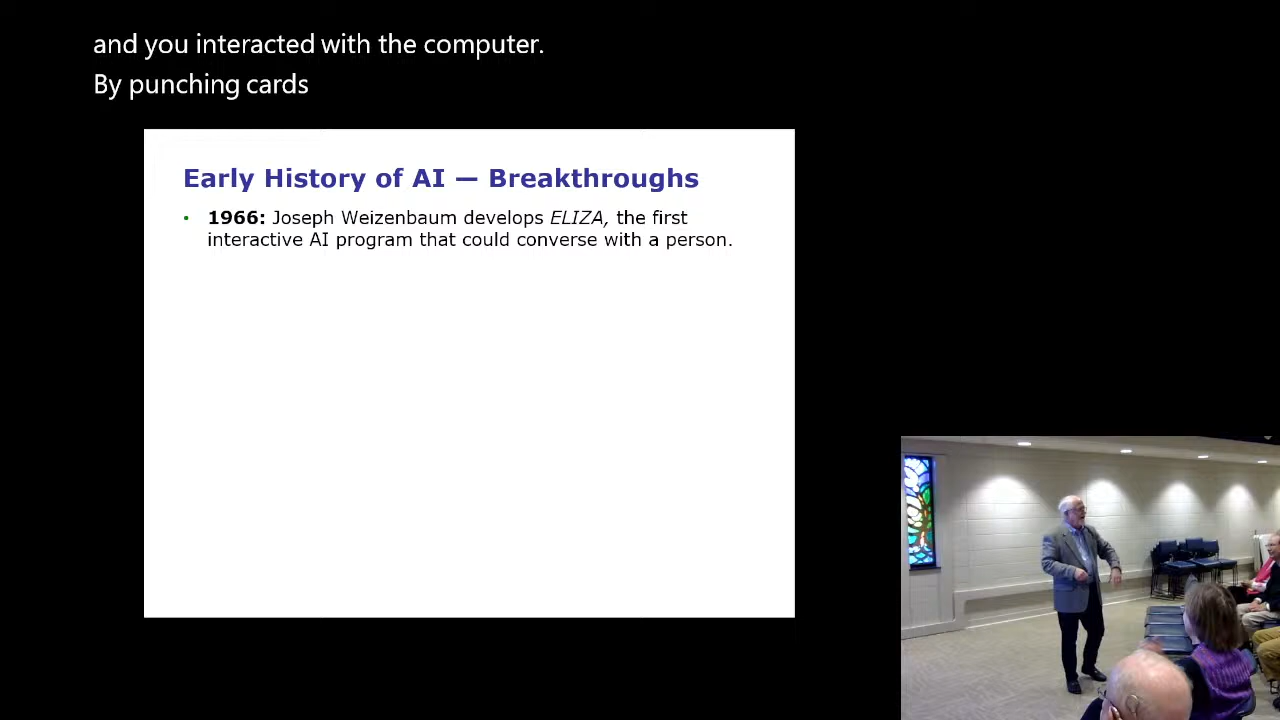 and you interacted with the computer.
By punching cards
Early History of AI — Breakthroughs
• 1966: Joseph Weizenbaum develops ELIZA, the first
interactive AI program that could converse with a person.